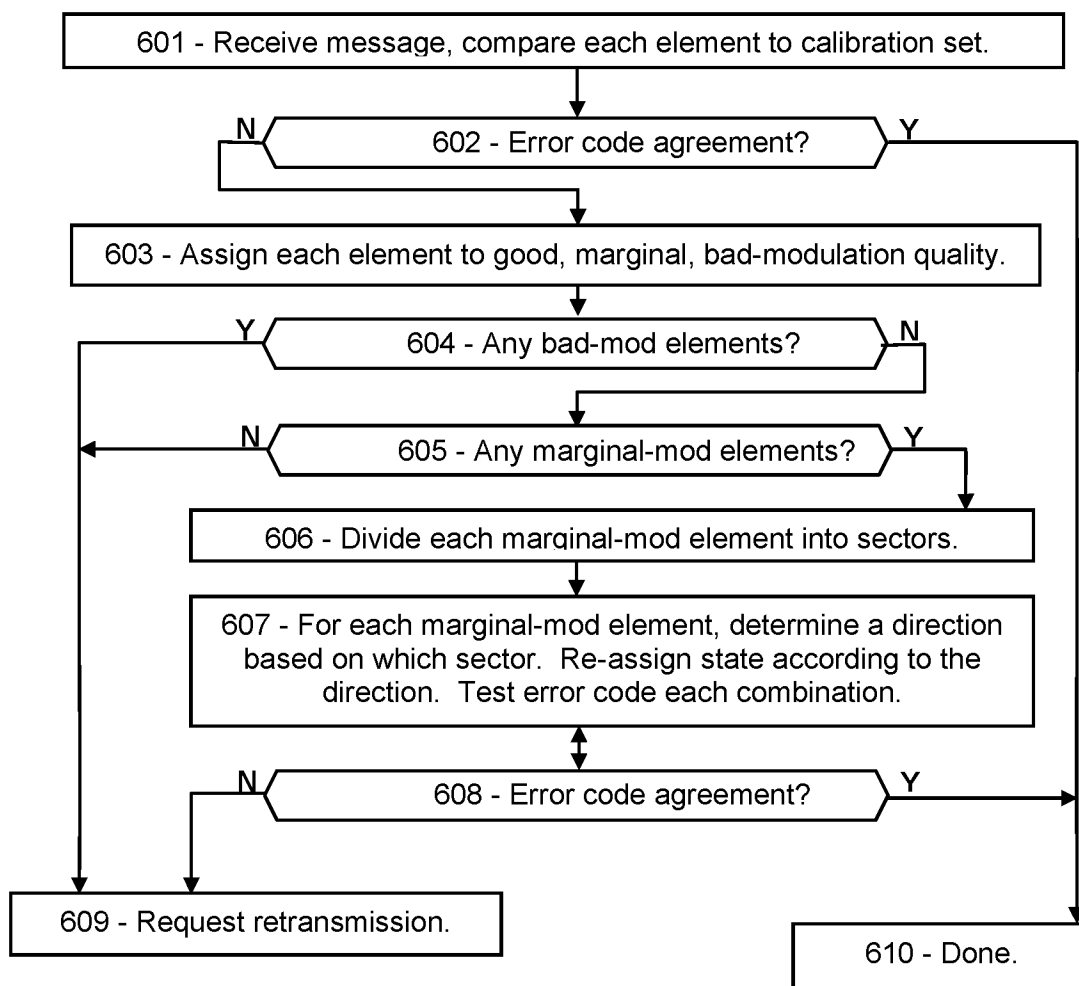 601 - Receive message, compare each element to calibration set.
N
Y
602 - Error code agreement?
603 - Assign each element to good, marginal, bad-modulation quality.
Y
N
604 - Any bad-mod elements?
N
Y
605 - Any marginal-mod elements?
606 - Divide each marginal-mod element into sectors.
607 - For each marginal-mod element, determine a direction
based on which sector. Re-assign state according to the
direction. Test error code each combination.
N
Y
608 - Error code agreement?
609 - Request retransmission.
610 - Done.